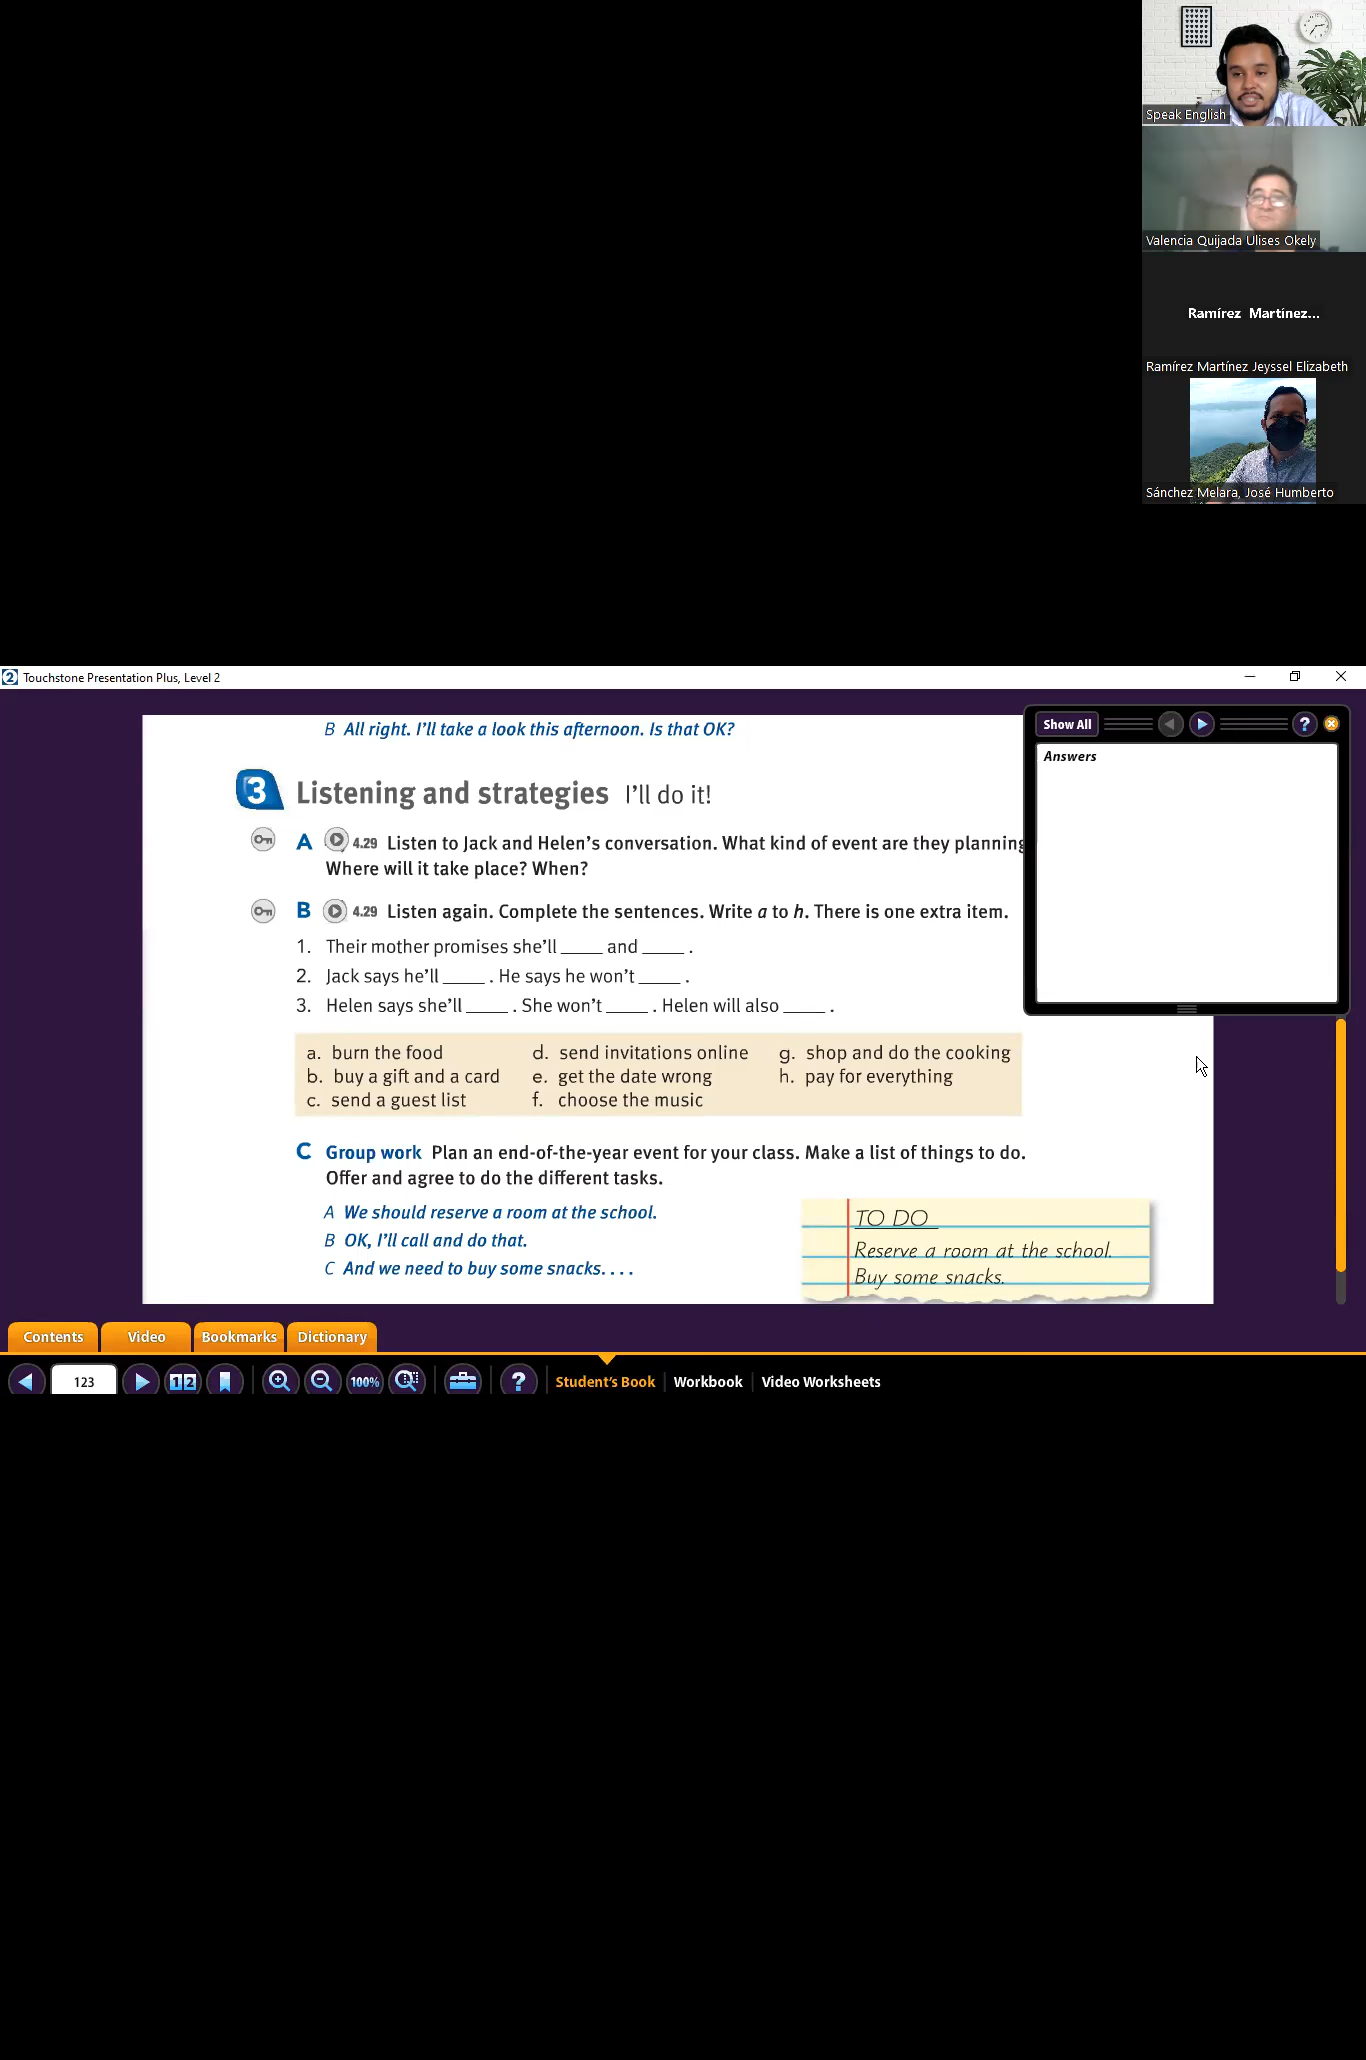 Speak English
Valencia Quijada Ulises Okely
Ramírez Martínez...
Ramírez Martínez Jeyssel Elizabeth
Sánchez Melara, José Humberto
2 Touchstone Presentation Plus, Level 2
B All right. I'll take a look this afternoon. Is that OK?
Show All
?
Answers
3 Listening and strategies I'll do it!
A 4.29 Listen to Jack and Helen's conversation. What kind of event are they planning
Where will it take place? When?
B 4.29 Listen again. Complete the sentences. Write a to h. There is one extra item.
1. Their mother promises she'll ____ and ____ .
2. Jack says he'll ____ . He says he won't ____ .
3. Helen says she'll ____ . She won't ____ . Helen will also ____ .
a. burn the food d. send invitations online g. shop and do the cooking
b. buy a gift and a card e. get the date wrong h. pay for everything
c. send a guest list f. choose the music
C Group work Plan an end-of-the-year event for your class. Make a list of things to do.
Offer and agree to do the different tasks.
A We should reserve a room at the school.
B OK, I'll call and do that.
C And we need to buy some snacks. . . .
TO DO
Reserve a room at the school.
Buy some snacks.
Contents Video Bookmarks Dictionary
123 1 2 100% ? Student's Book Workbook Video Worksheets